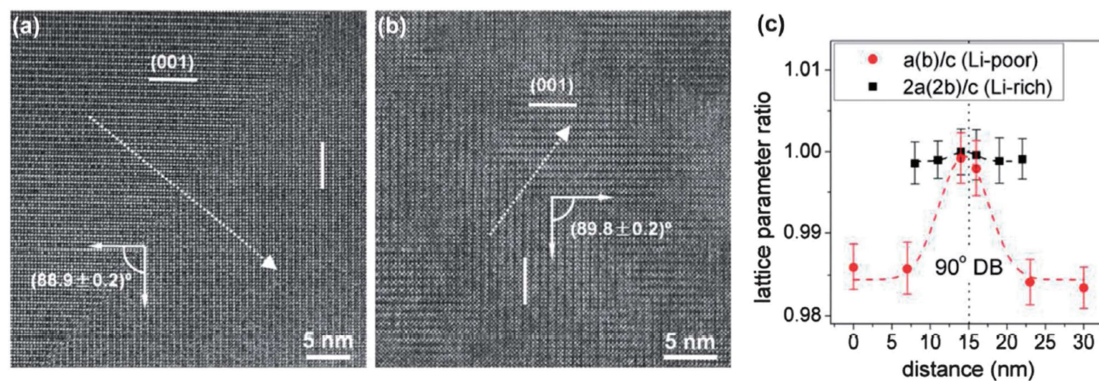 (a)
(001)
(88.9±0.2)º
5 nm
(b)
(001)
(89.8±0.2)º
5 nm
(c)
a(b)/c (Li-poor)
2a(2b)/c (Li-rich)
lattice parameter ratio
1.01
1.00
0.99
0.98
90° DB
0 5 10 15 20 25 30
distance (nm)